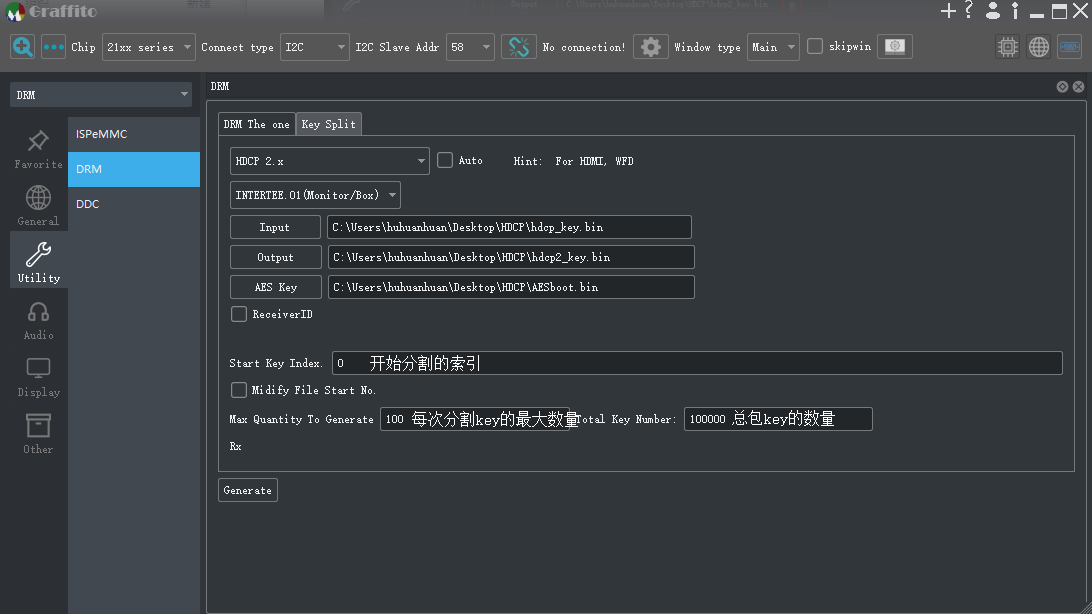 Graffito
Chip 21xx series Connect type I2C I2C Slave Addr 58 No connection! Window type Main skipwin
DRM
DRM
Favorite
General
Utility
Audio
Display
Other
ISPeMMC
DRM
DDC
DRM The one Key Split
HDCP 2.x Auto Hint: For HDMI, WFD
INTERTEE.01(Monitor/Box)
Input C:\Users\huhuanhuan\Desktop\HDCP\hdcp_key.bin
Output C:\Users\huhuanhuan\Desktop\HDCP\hdcp2_key.bin
AES Key C:\Users\huhuanhuan\Desktop\HDCP\AESboot.bin
ReceiverID
Start Key Index. 0 开始分割的索引
Midify File Start No.
Max Quantity To Generate 100 每次分割key的最大数量 Total Key Number: 100000 总包key的数量
Rx
Generate